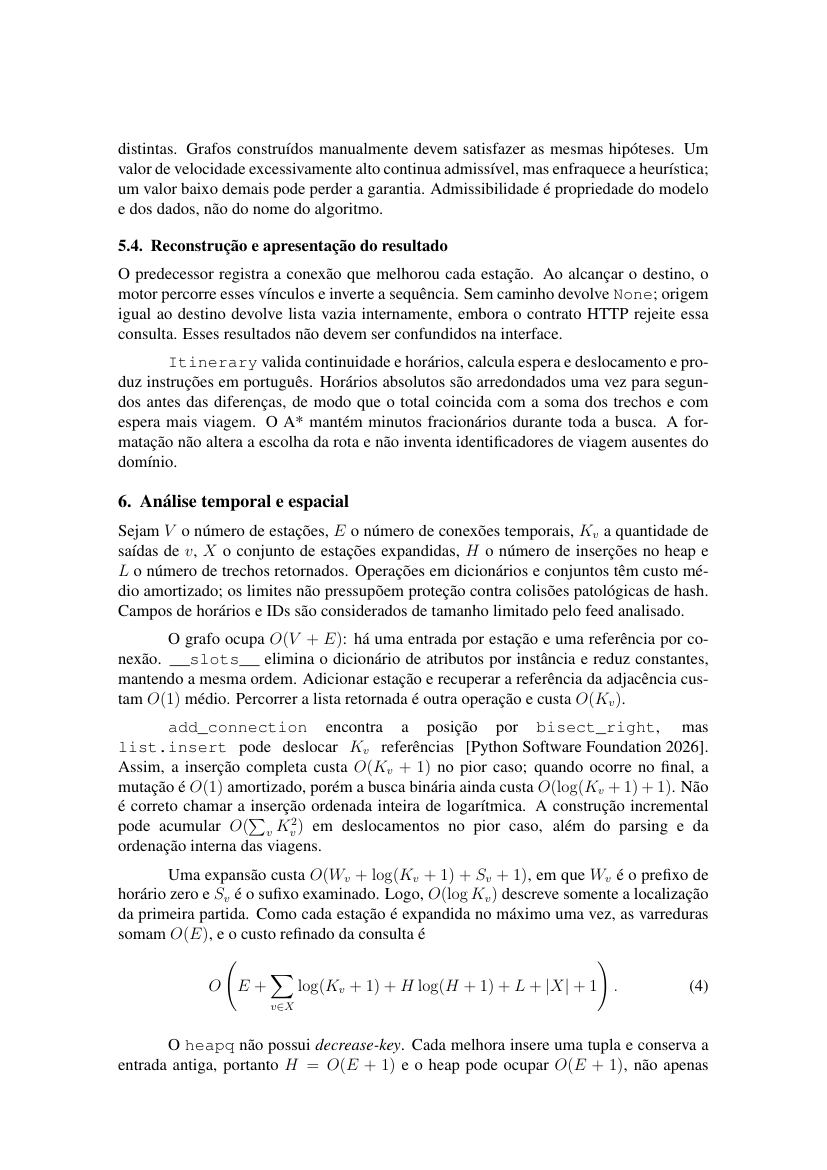 distintas. Grafos construídos manualmente devem satisfazer as mesmas hipóteses. Um
valor de velocidade excessivamente alto continua admissível, mas enfraquece a heurística;
um valor baixo demais pode perder a garantia. Admissibilidade é propriedade do modelo
e dos dados, não do nome do algoritmo.
5.4. Reconstrução e apresentação do resultado
O predecessor registra a conexão que melhorou cada estação. Ao alcançar o destino, o
motor percorre esses vínculos e inverte a sequência. Sem caminho devolve None; origem
igual ao destino devolve lista vazia internamente, embora o contrato HTTP rejeite essa
consulta. Esses resultados não devem ser confundidos na interface.
Itinerary valida continuidade e horários, calcula espera e deslocamento e pro-
duz instruções em português. Horários absolutos são arredondados uma vez para segun-
dos antes das diferenças, de modo que o total coincida com a soma dos trechos e com
espera mais viagem. O A* mantém minutos fracionários durante toda a busca. A for-
matação não altera a escolha da rota e não inventa identificadores de viagem ausentes do
domínio.
6. Análise temporal e espacial
Sejam V o número de estações, E o número de conexões temporais, K_v a quantidade de
saídas de v, X o conjunto de estações expandidas, H o número de inserções no heap e
L o número de trechos retornados. Operações em dicionários e conjuntos têm custo mé-
dio amortizado; os limites não pressupõem proteção contra colisões patológicas de hash.
Campos de horários e IDs são considerados de tamanho limitado pelo feed analisado.
O grafo ocupa O(V + E): há uma entrada por estação e uma referência por co-
nexão. __slots__ elimina o dicionário de atributos por instância e reduz constantes,
mantendo a mesma ordem. Adicionar estação e recuperar a referência da adjacência cus-
tam O(1) médio. Percorrer a lista retornada é outra operação e custa O(K_v).
add_connection encontra a posição por bisect_right, mas
list.insert pode deslocar K_v referências [Python Software Foundation 2026].
Assim, a inserção completa custa O(K_v + 1) no pior caso; quando ocorre no final, a
mutação é O(1) amortizado, porém a busca binária ainda custa O(log(K_v + 1) + 1). Não
é correto chamar a inserção ordenada inteira de logarítmica. A construção incremental
pode acumular O(∑_v K_v^2) em deslocamentos no pior caso, além do parsing e da
ordenação interna das viagens.
Uma expansão custa O(W_v + log(K_v + 1) + S_v + 1), em que W_v é o prefixo de
horário zero e S_v é o sufixo examinado. Logo, O(log K_v) descreve somente a localização
da primeira partida. Como cada estação é expandida no máximo uma vez, as varreduras
somam O(E), e o custo refinado da consulta é
O(E + ∑_{v∈X} log(K_v + 1) + H log(H + 1) + L + |X| + 1). (4)
O heapq não possui decrease-key. Cada melhora insere uma tupla e conserva a
entrada antiga, portanto H = O(E + 1) e o heap pode ocupar O(E + 1), não apenas